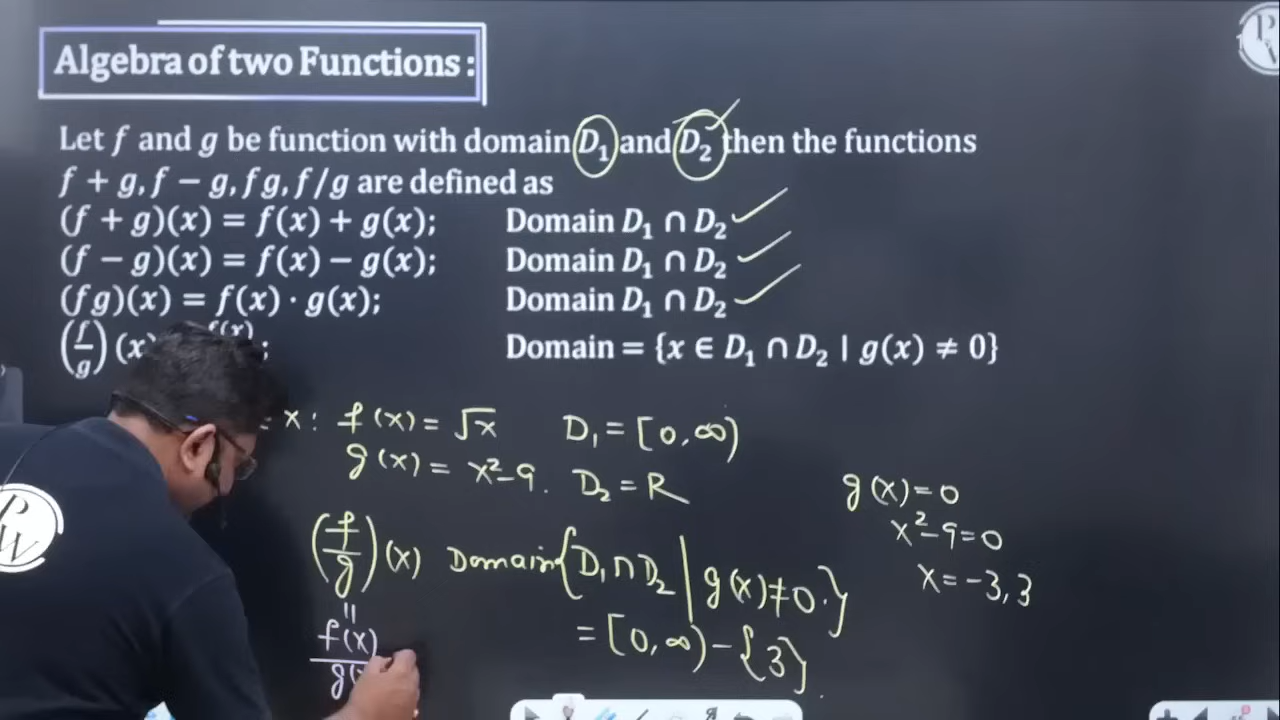 Algebra of two Functions :
Let f and g be function with domain D₁ and D₂ then the functions
f + g, f − g, fg, f/g are defined as
(f + g)(x) = f(x) + g(x); Domain D₁ ∩ D₂
(f − g)(x) = f(x) − g(x); Domain D₁ ∩ D₂
(fg)(x) = f(x) · g(x); Domain D₁ ∩ D₂
(f/g)(x) f(x) ; Domain = {x ∈ D₁ ∩ D₂ | g(x) ≠ 0}
x : f(x) = √x D₁ = [0, ∞)
g(x) = x²-9. D₂ = R
g(x) = 0
x²-9=0
x = -3, 3
(f/g)(x) Domain {D₁ ∩ D₂ | g(x) ≠ 0.}
= [0, ∞) - {3}.
"
f(x)
g(
PW